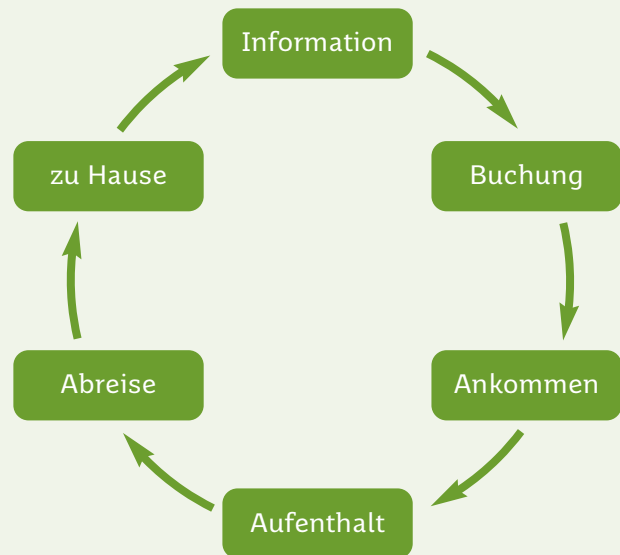 Information
Buchung
Ankommen
Aufenthalt
Abreise
zu Hause